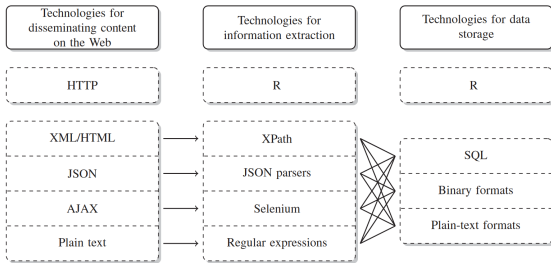 Technologies for
disseminating content
on the Web
Technologies for
information extraction
Technologies for data
storage
HTTP
R
R
XML/HTML
JSON
AJAX
Plain text
XPath
JSON parsers
Selenium
Regular expressions
SQL
Binary formats
Plain-text formats